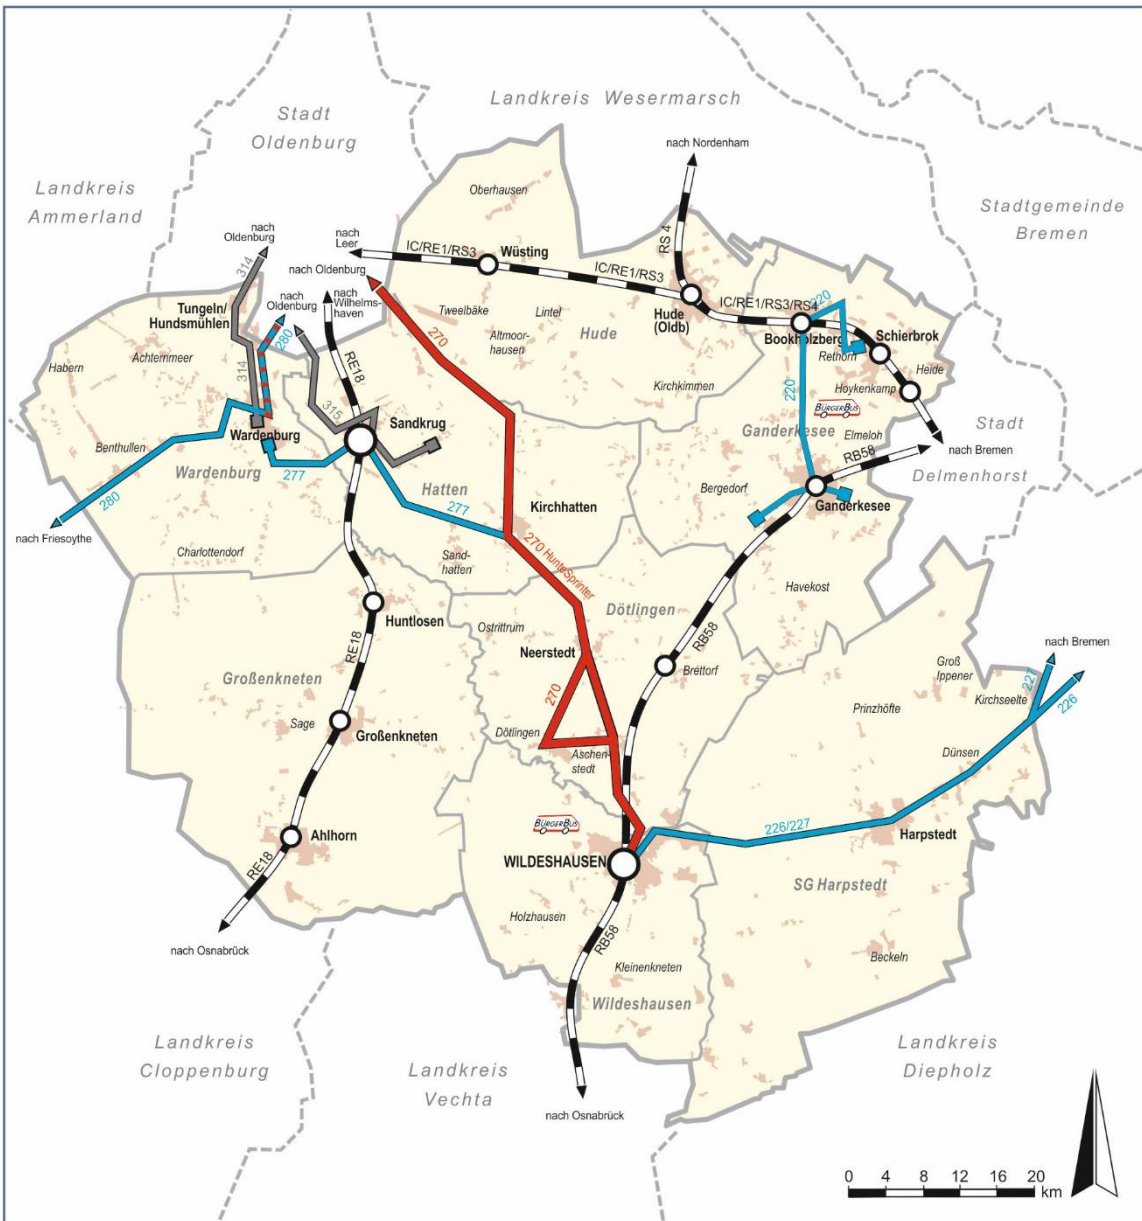 Landkreis Wesermarsch
Stadt
Oldenburg
Landkreis
Ammerland
Stadtgemeinde
Bremen
nach Nordenham
Oberhausen
nach
Oldenburg
nach
Leer
IC/RE1/RS3
Wüsting
RS 4
314
nach Oldenburg
IC/RE1/RS3
nach
Oldenburg
nach
Wilhelms-
haven
Tungeln/
Hundsmühlen
Tweelbäke
Lintel
Hude
(Oldb)
IC/RE1/RS3/RS4
220
Bookholzberg
Schierbrok
280
Achternmeer
270
Altmoor-
hausen
Hude
Rethorn
Heide
Habern
314
RE18
Kirchkimmen
220
Hoykenkamp
315
Sandkrug
BÜRGERBUS
Stadt
Delmenhorst
Wardenburg
Ganderkesee
Elmeloh
nach Bremen
Benthullen
Wardenburg
RB58
277
Hatten
Bergedorf
280
277
Kirchhatten
Ganderkesee
nach Friesoythe
Charlottendorf
Sand-
hatten
270 HunteSprinter
Havekost
Huntlosen
Dötlingen
Ostrittrum
RB58
RE18
Neerstedt
nach Bremen
Großenkneten
Brettorf
Groß
Ippener
227
Kirchseelte
226
270
Sage
Großenkneten
Dötlingen
Prinzhöfte
Aschen-
stedt
Dünsen
BÜRGERBUS
226/227
Harpstedt
Ahlhorn
WILDESHAUSEN
RE18
SG Harpstedt
Holzhausen
RB58
nach Osnabrück
Beckeln
Kleinenkneten
Wildeshausen
Landkreis
Cloppenburg
Landkreis
Vechta
Landkreis
Diepholz
nach Osnabrück
0 4 8 12 16 20
km